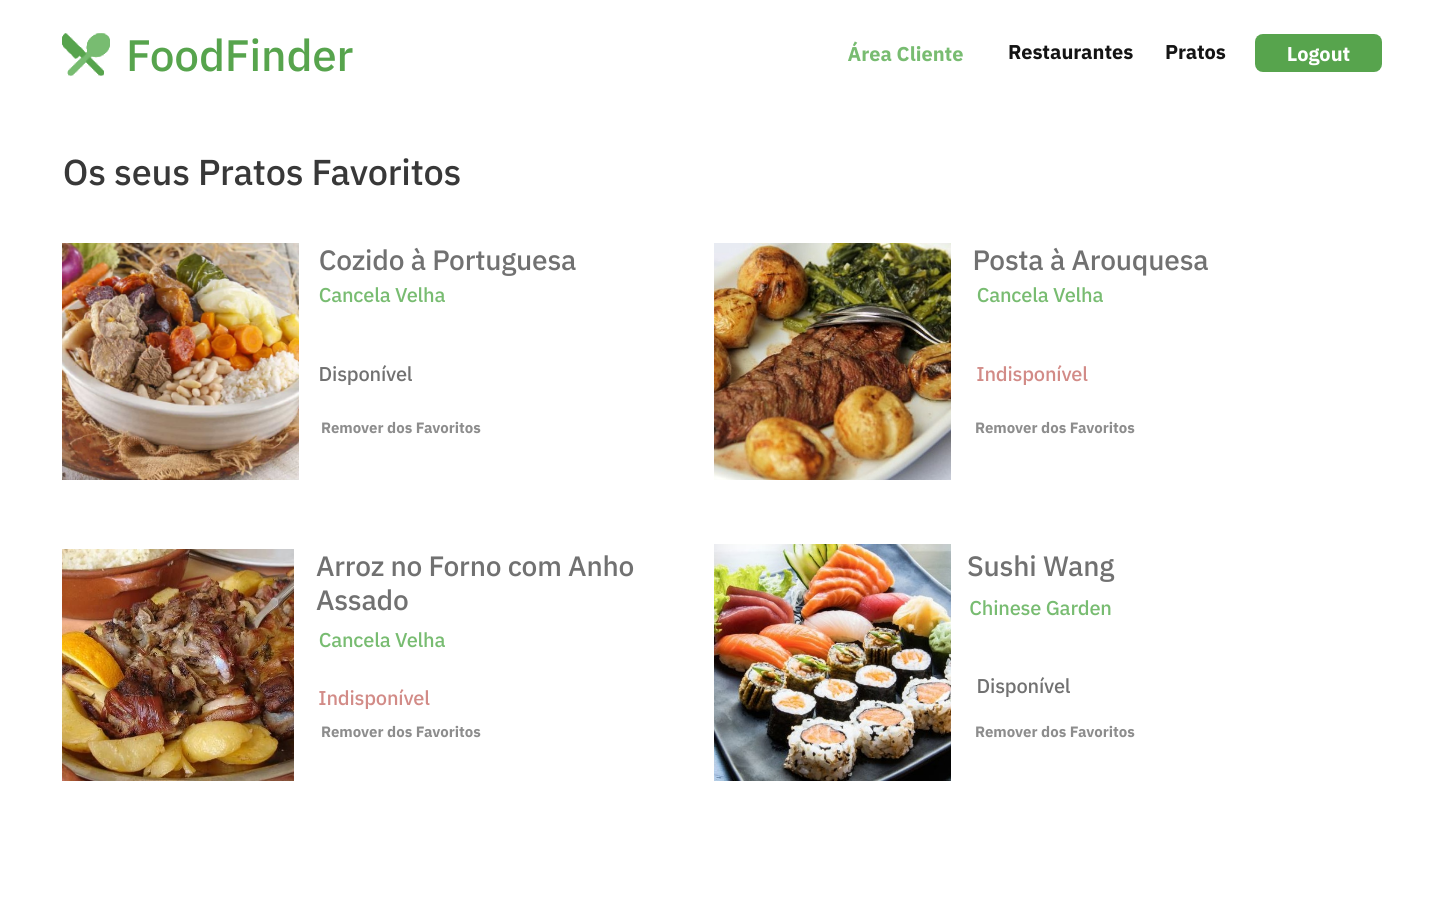 FoodFinder
Área Cliente
Restaurantes
Pratos
Logout
Os seus Pratos Favoritos
Cozido à Portuguesa
Cancela Velha
Disponível
Remover dos Favoritos
Posta à Arouquesa
Cancela Velha
Indisponível
Remover dos Favoritos
Arroz no Forno com Anho
Assado
Cancela Velha
Indisponível
Remover dos Favoritos
Sushi Wang
Chinese Garden
Disponível
Remover dos Favoritos